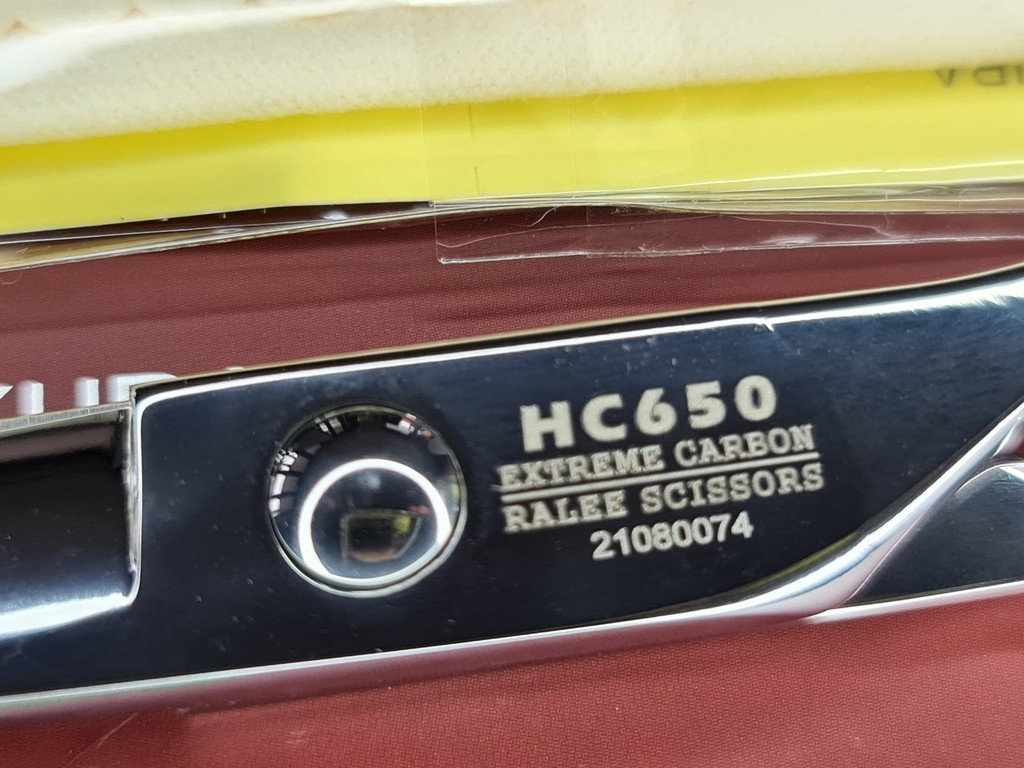 HC650
EXTREME CARBON
RALEE SCISSORS
21080074